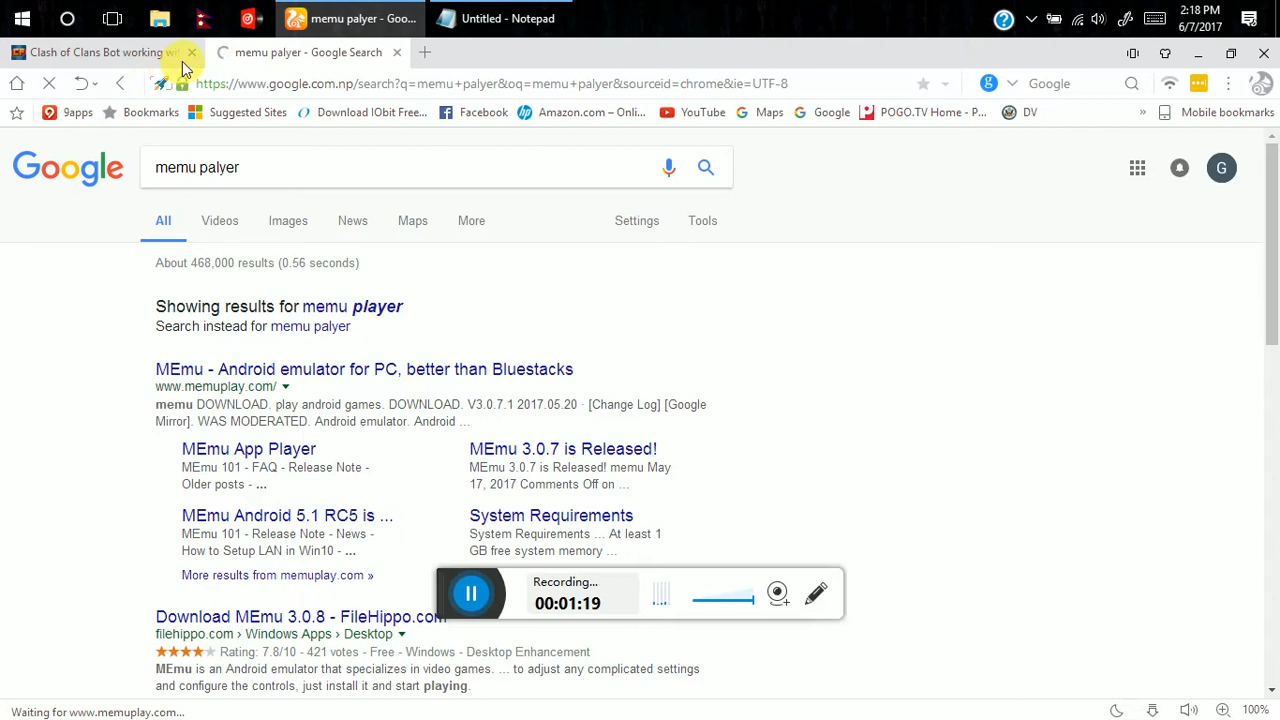 memu palyer - Goo...
Untitled - Notepad
2:18 PM
6/7/2017
Clash of Clans Bot working wi
memu palyer - Google Search
https://www.google.com.np/search?q=memu+palyer&oq=memu+palyer&sourceid=chrome&ie=UTF-8
Google
9apps
Bookmarks
Suggested Sites
Download IObit Free...
Facebook
Amazon.com – Onl...
YouTube
Maps
Google
POGO.TV Home - P...
DV
Mobile bookmarks
Google
memu palyer
G
All
Videos
Images
News
Maps
More
Settings
Tools
About 468,000 results (0.56 seconds)
Showing results for memu player
Search instead for memu palyer
MEmu - Android emulator for PC, better than Bluestacks
www.memuplay.com/
memu DOWNLOAD. play android games. DOWNLOAD. V3.0.7.1 2017.05.20 · [Change Log] [Google
Mirror]. WAS MODERATED. Android emulator. Android ...
MEmu App Player
MEmu 101 - FAQ - Release Note -
Older posts - ...
MEmu 3.0.7 is Released!
MEmu 3.0.7 is Released! memu May
17, 2017 Comments Off on ...
MEmu Android 5.1 RC5 is ...
MEmu 101 - Release Note - News -
How to Setup LAN in Win10 - ...
System Requirements
System Requirements ... At least 1
GB free system memory ...
More results from memuplay.com »
Recording...
00:01:19
Download MEmu 3.0.8 - FileHippo.com
filehippo.com › Windows Apps › Desktop
Rating: 7.8/10 - 421 votes - Free - Windows - Desktop Enhancement
MEmu is an Android emulator that specializes in video games. ... to adjust any complicated settings
and configure the controls, just install it and start playing.
Waiting for www.memuplay.com...
100%